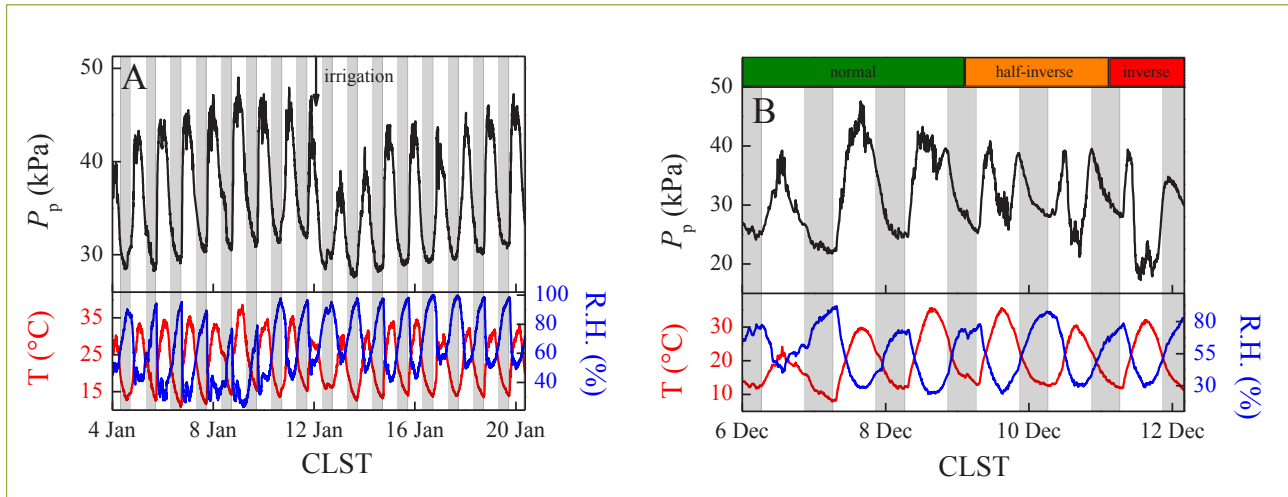 A
irrigation
50
40
30
P_p (kPa)
35
25
15
T (°C)
100
80
60
40
R.H. (%)
4 Jan 8 Jan 12 Jan 16 Jan 20 Jan
CLST
normal half-inverse inverse
B
50
40
30
20
P_p (kPa)
30
20
10
T (°C)
80
55
30
R.H. (%)
6 Dec 8 Dec 10 Dec 12 Dec
CLST